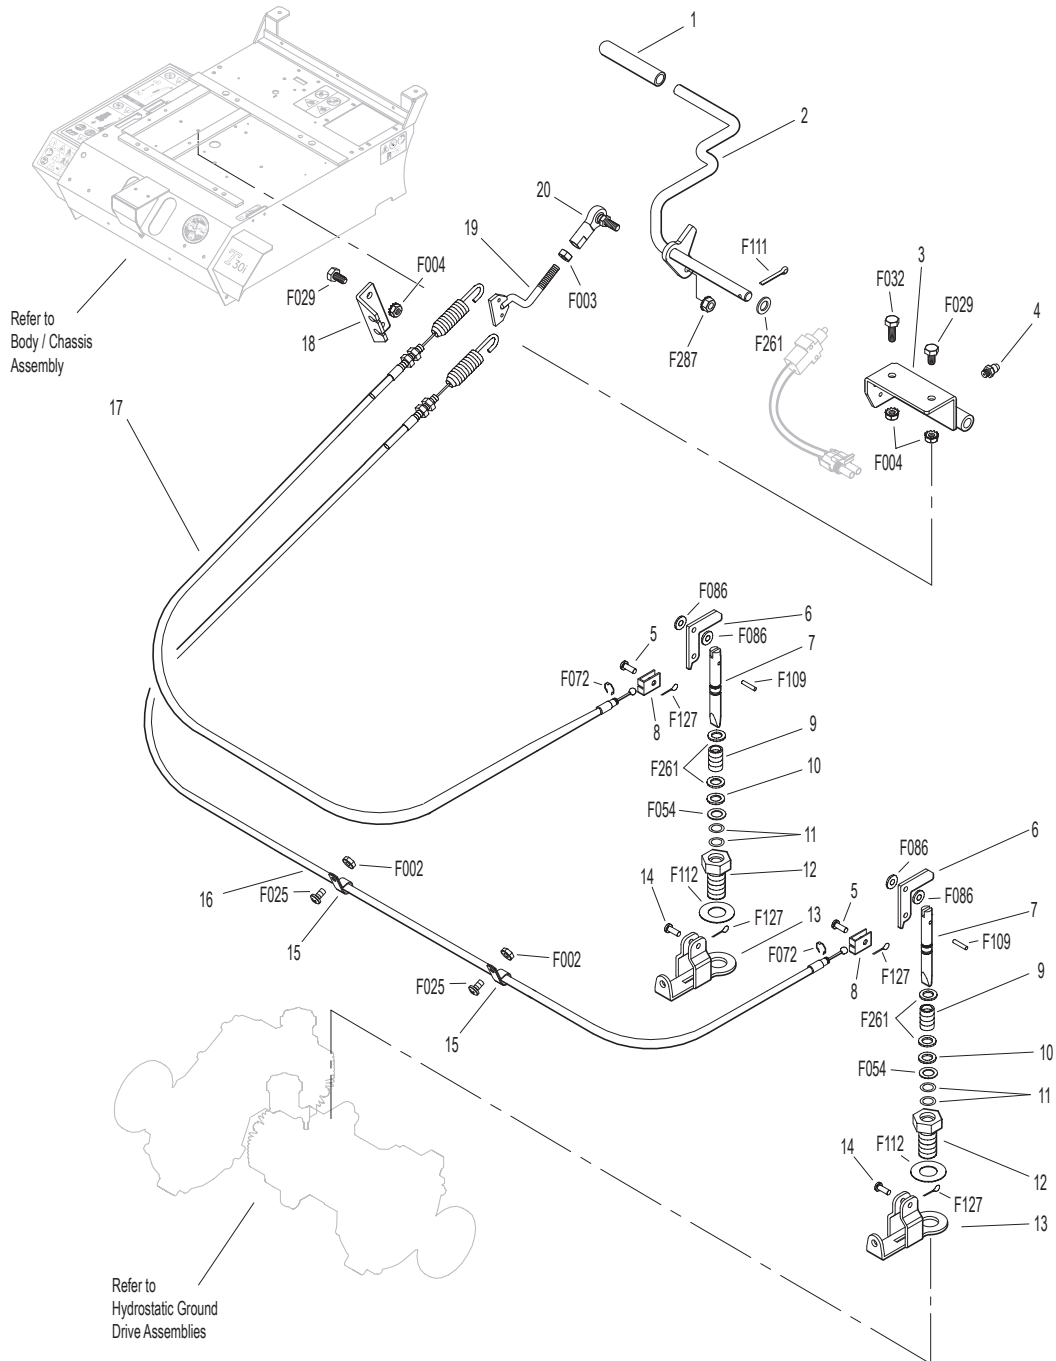 1
2
20
19
F111
3
F004
F032
F029
F003
F029
4
18
F287
F261
Refer to
Body / Chassis
Assembly
17
F004
F086
6
5
F086
7
F072
F109
8
F127
9
F261
10
F054
11
6
F086
F002
12
16
F025
14
F112
5
F086
F127
13
7
15
F072
F109
F002
8
F127
9
F025
F261
15
10
F054
11
F112
12
14
F127
13
Refer to
Hydrostatic Ground
Drive Assemblies
T30i